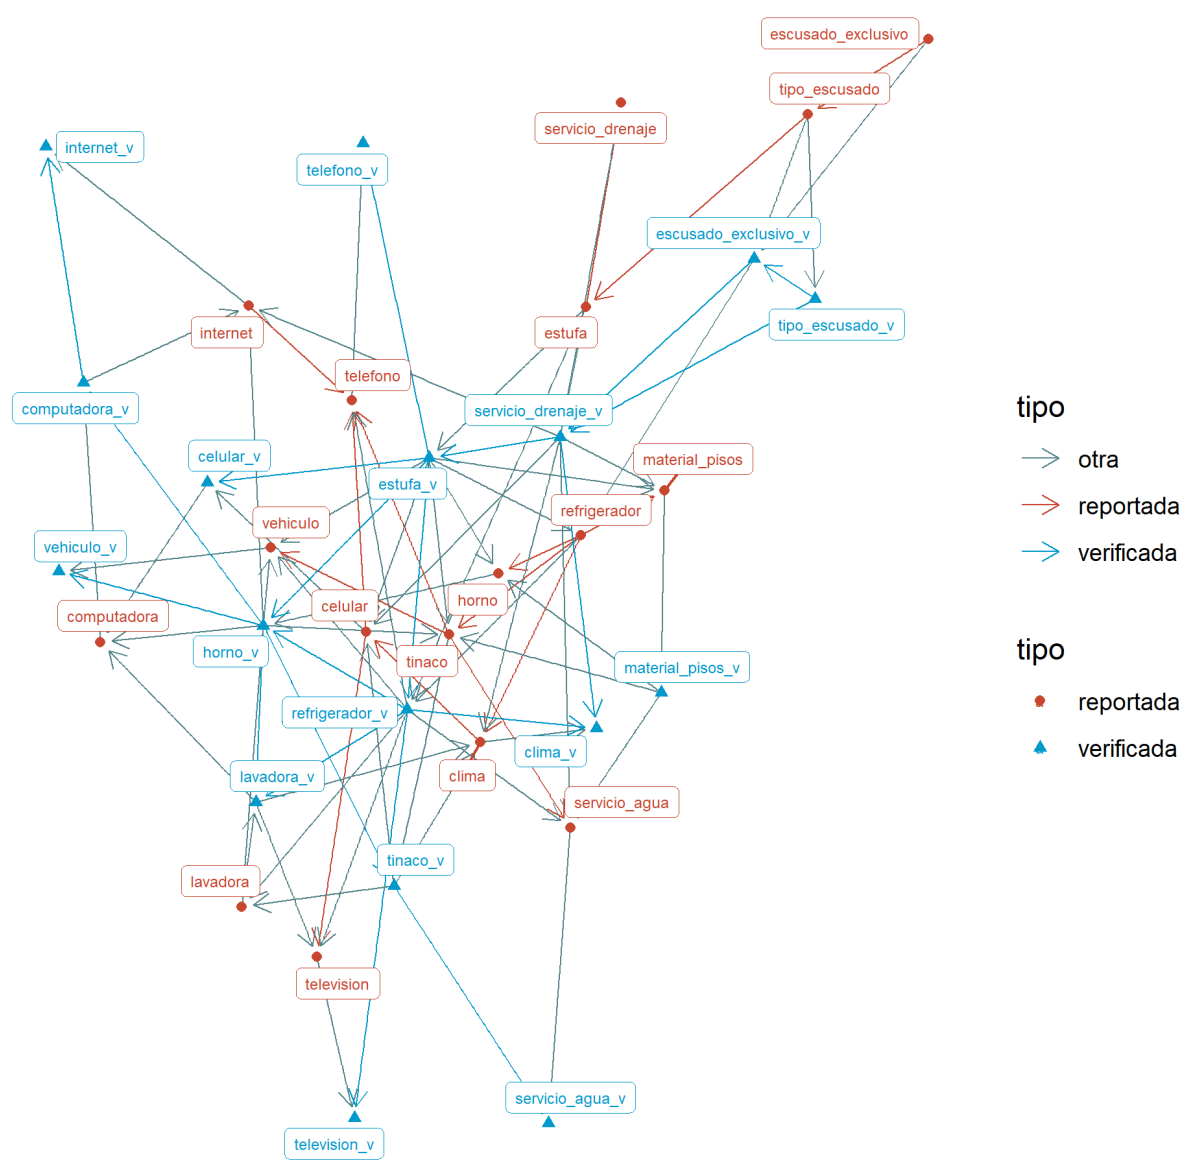 escusado_exclusivo
tipo_escusado
servicio_drenaje
internet_v
telefono_v
escusado_exclusivo_v
tipo_escusado_v
internet
estufa
telefono
computadora_v
servicio_drenaje_v
celular_v
material_pisos
estufa_v
refrigerador
vehiculo
vehiculo_v
horno
celular
computadora
horno_v
tinaco
material_pisos_v
refrigerador_v
clima_v
lavadora_v
clima
servicio_agua
tinaco_v
lavadora
television
servicio_agua_v
television_v
tipo
otra
reportada
verificada
tipo
reportada
verificada